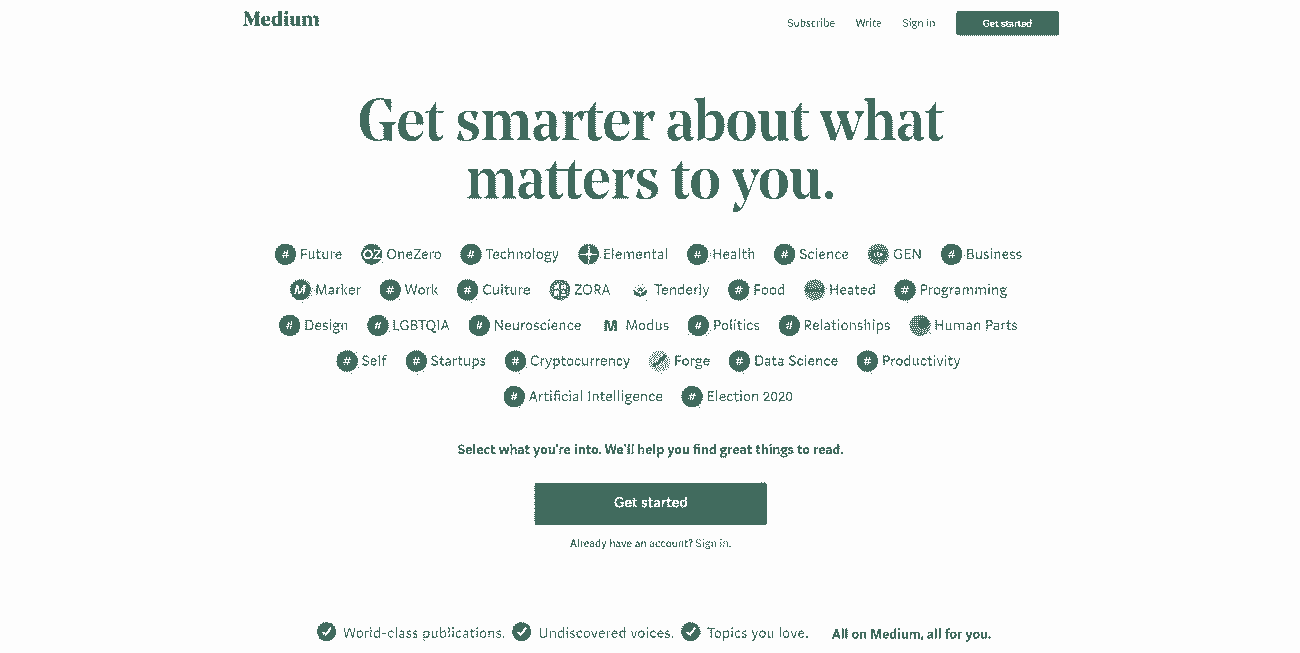 Medium
Subscribe Write Sign in Get started
Get smarter about what
matters to you.
# Future OZ OneZero # Technology Elemental # Health # Science GEN # Business
M Marker # Work # Culture ZORA Tenderly # Food Heated # Programming
# Design # LGBTQIA # Neuroscience M Modus # Politics # Relationships Human Parts
# Self # Startups # Cryptocurrency Forge # Data Science # Productivity
# Artificial Intelligence # Election 2020
Select what you're into. We'll help you find great things to read.
Get started
Already have an account? Sign in.
World-class publications. Undiscovered voices. Topics you love. All on Medium, all for you.